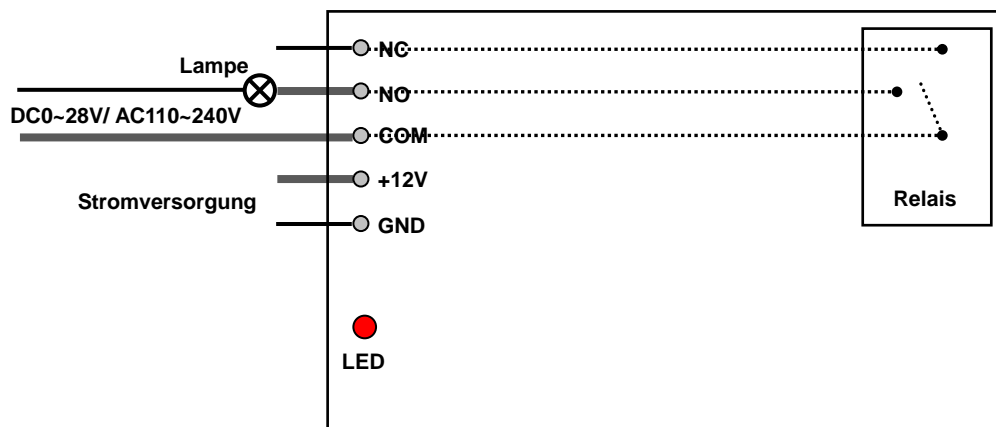 NC
Lampe
NO
DC0~28V/ AC110~240V
COM
+12V
Stromversorgung
GND
Relais
LED